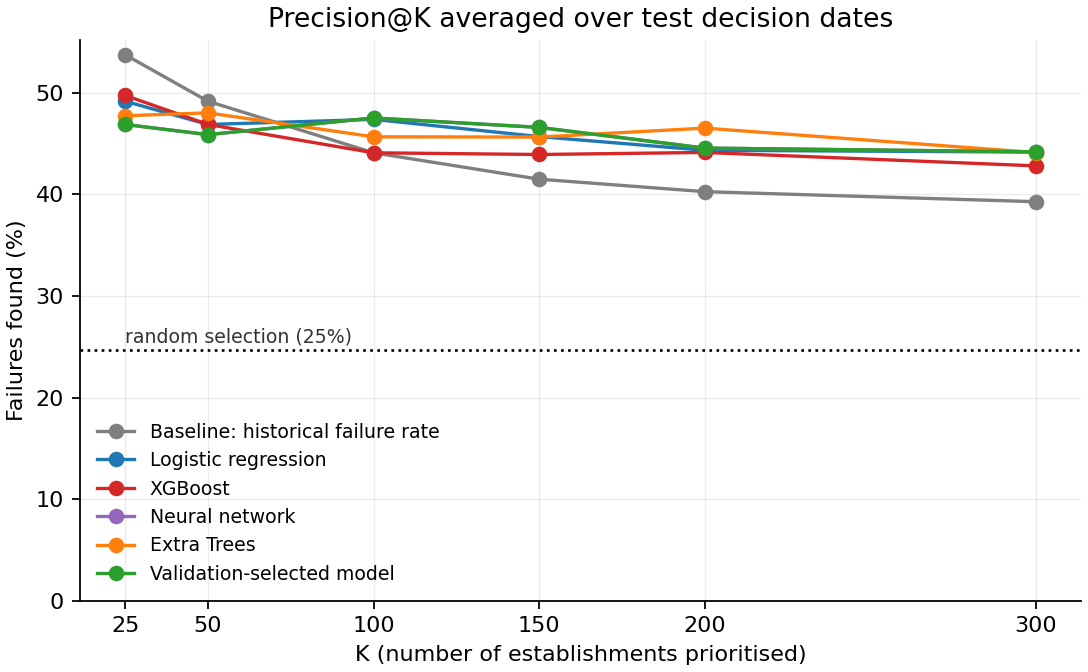 Precision@K averaged over test decision dates
Failures found (%)
50
40
30
20
10
0
random selection (25%)
Baseline: historical failure rate
Logistic regression
XGBoost
Neural network
Extra Trees
Validation-selected model
25 50 100 150 200 300
K (number of establishments prioritised)